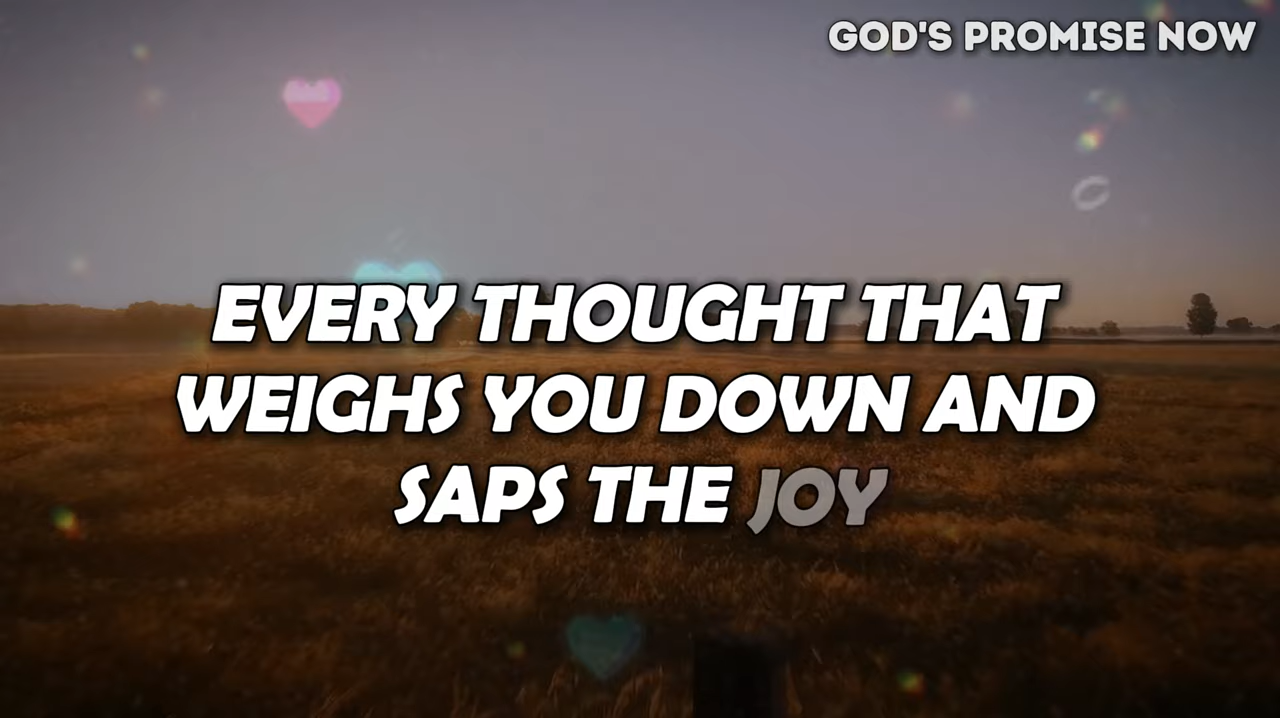 GOD'S PROMISE NOW
EVERY THOUGHT THAT
WEIGHS YOU DOWN AND
SAPS THE JOY